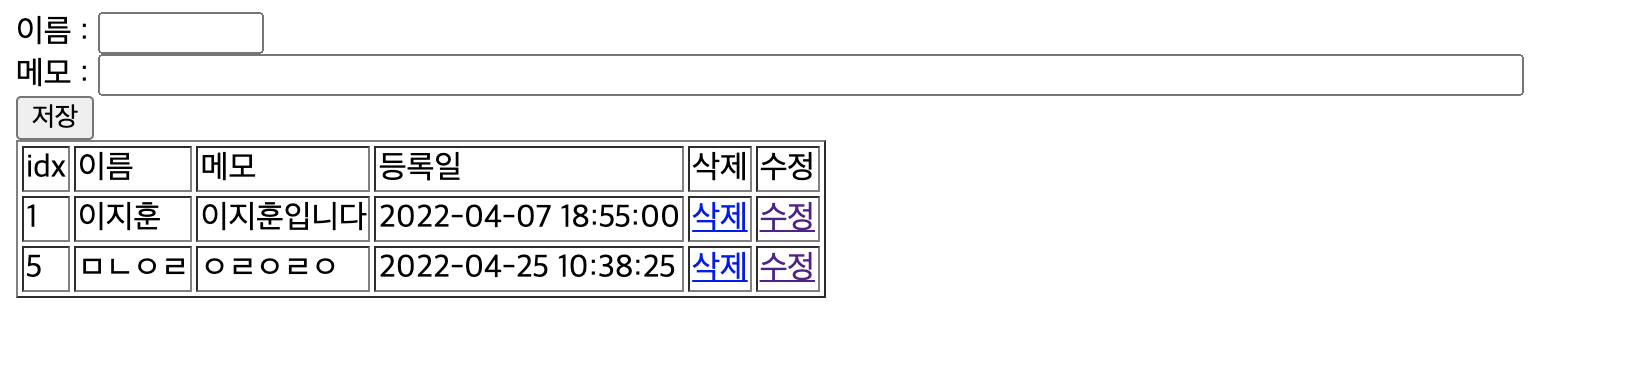 이름 :
메모 :
저장
idx 이름 메모 등록일 삭제 수정
1 이지훈 이지훈입니다 2022-04-07 18:55:00 삭제 수정
5 ㅁㄴㅇㄹ ㅇㄹㅇㄹㅇ 2022-04-25 10:38:25 삭제 수정